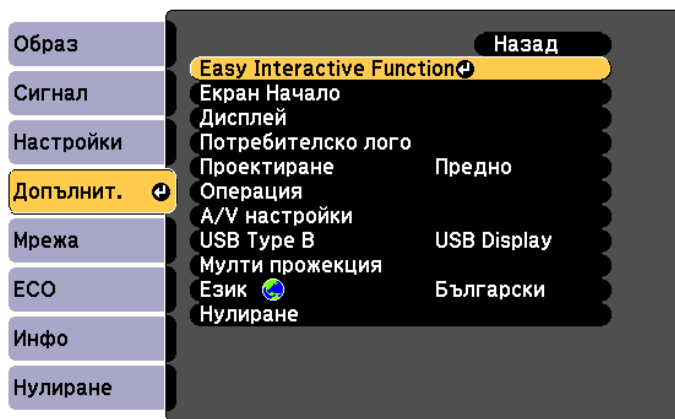 Образ
Сигнал
Настройки
Допълнит.
Мрежа
ECO
Инфо
Нулиране
Назад
Easy Interactive Function
Екран Начало
Дисплей
Потребителско лого
Проектиране Предно
Операция
A/V настройки
USB Type B USB Display
Мулти прожекция
Език Български
Нулиране